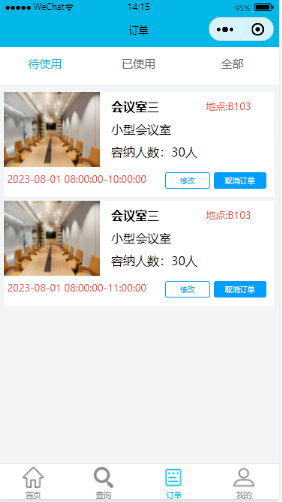 WeChat 14:15 95%
订单
待使用 已使用 全部
会议室三 地点:B103
小型会议室
容纳人数：30人
2023-08-01 08:00:00-10:00:00 修改 取消订单
会议室三 地点:B103
小型会议室
容纳人数：30人
2023-08-01 08:00:00-11:00:00 修改 取消订单
首页 查询 订单 我的